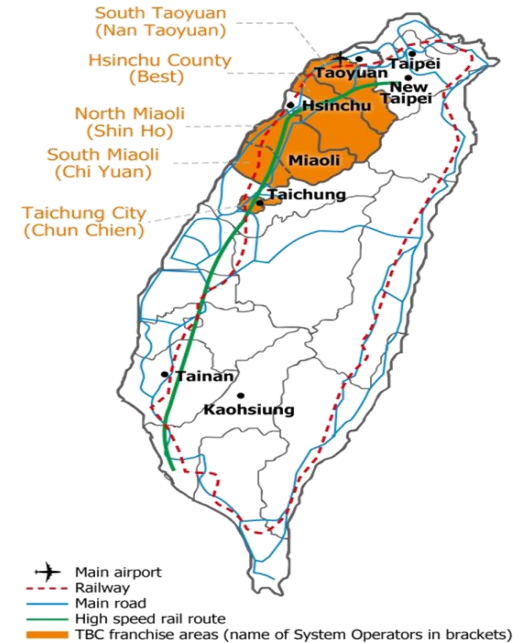 South Taoyuan
(Nan Taoyuan)
Hsinchu County
(Best)
North Miaoli
(Shin Ho)
South Miaoli
(Chi Yuan)
Taichung City
(Chun Chien)
Taipei
Taoyuan
New
Taipei
Hsinchu
Miaoli
Taichung
Tainan
Kaohsiung
Main airport
Railway
Main road
High speed rail route
TBC franchise areas (name of System Operators in brackets)